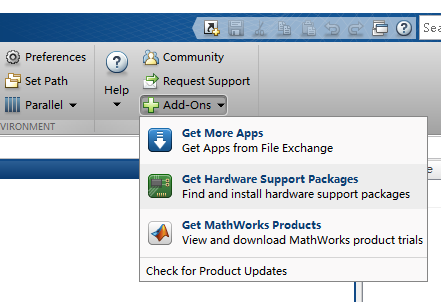 Sea
Preferences
Community
Set Path
Request Support
Parallel
Help
Add-Ons
VIRONMENT
Get More Apps
Get Apps from File Exchange
Get Hardware Support Packages
Find and install hardware support packages
Get MathWorks Products
View and download MathWorks product trials
Check for Product Updates
e